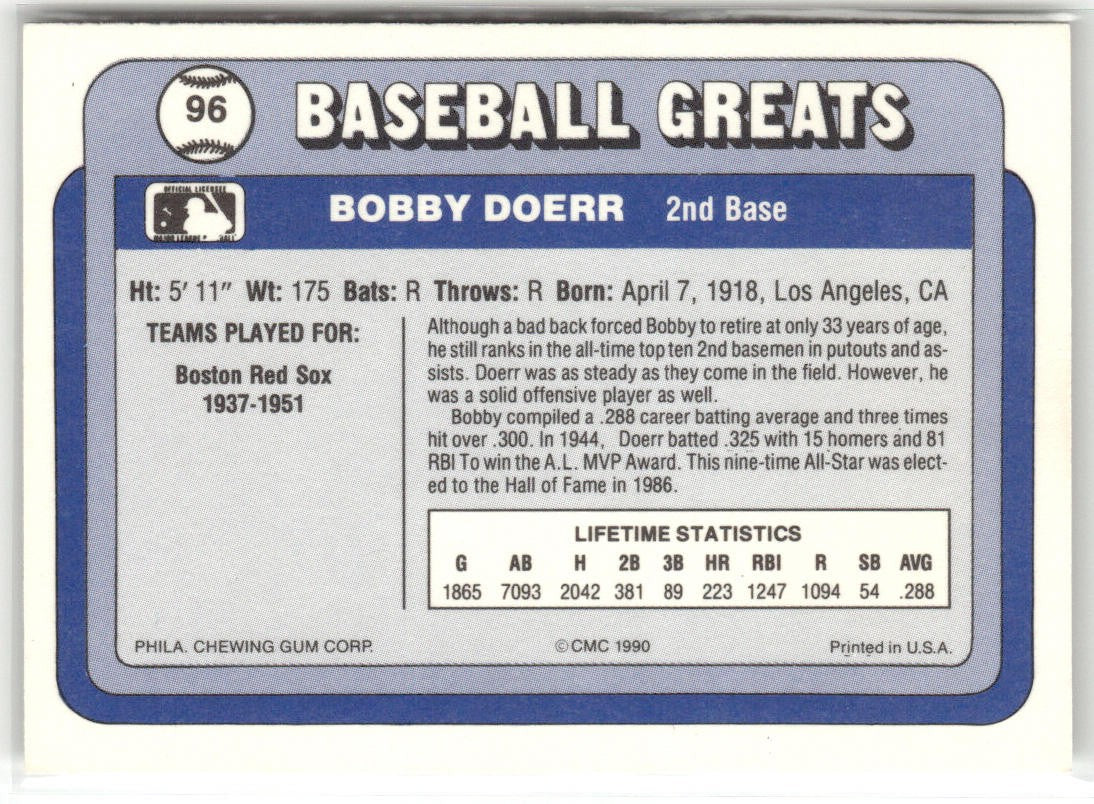 96
BASEBALL GREATS
OFFICIAL LICENSEE
BOBBY DOERR 2nd Base
Ht: 5' 11" Wt: 175 Bats: R Throws: R Born: April 7, 1918, Los Angeles, CA
TEAMS PLAYED FOR:
Boston Red Sox
1937-1951
Although a bad back forced Bobby to retire at only 33 years of age,
he still ranks in the all-time top ten 2nd basemen in putouts and as-
sists. Doerr was as steady as they come in the field. However, he
was a solid offensive player as well.
Bobby compiled a .288 career batting average and three times
hit over .300. In 1944, Doerr batted .325 with 15 homers and 81
RBI To win the A.L. MVP Award. This nine-time All-Star was elect-
ed to the Hall of Fame in 1986.
LIFETIME STATISTICS
G AB H 2B 3B HR RBI R SB AVG
1865 7093 2042 381 89 223 1247 1094 54 .288
PHILA. CHEWING GUM CORP. ©CMC 1990 Printed in U.S.A.